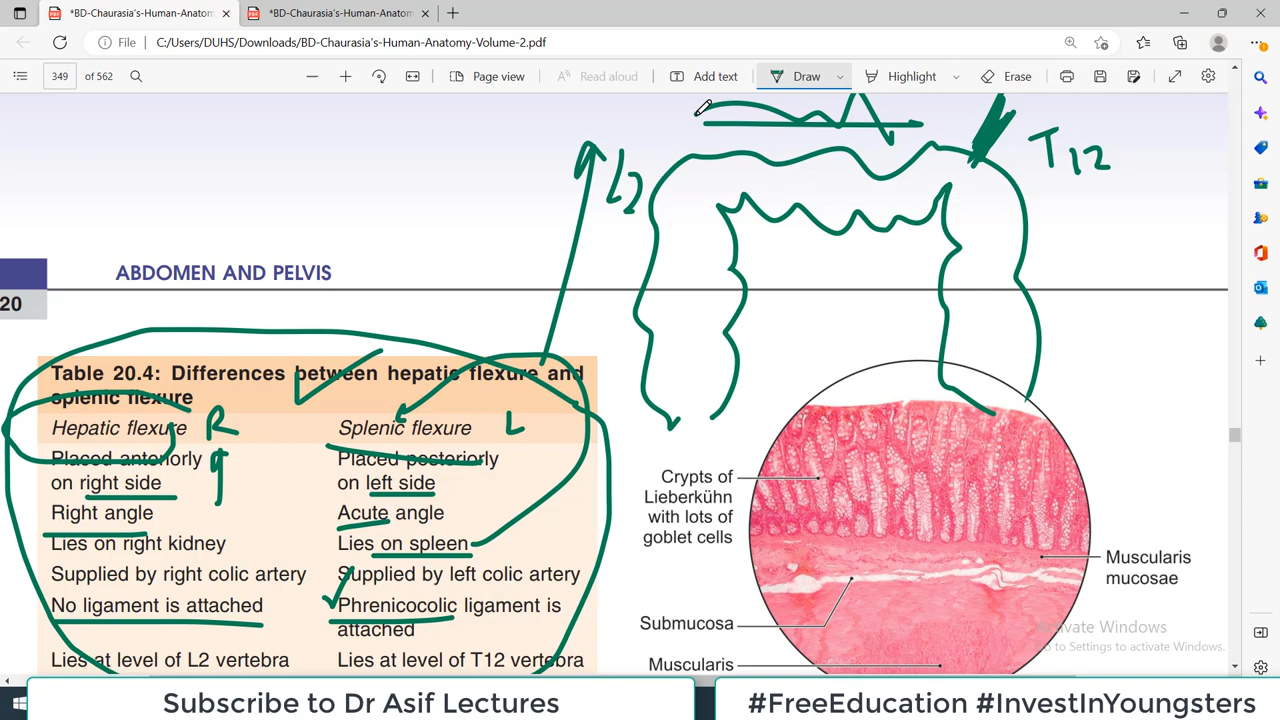 *BD-Chaurasia's-Human-Anatom
*BD-Chaurasia's-Human-Anatom
File
C:/Users/DUHS/Downloads/BD-Chaurasia's-Human-Anatomy-Volume-2.pdf
349 of 562
Page view
Read aloud
Add text
Draw
Highlight
Erase
T12
L2
ABDOMEN AND PELVIS
20
Table 20.4: Differences between hepatic flexure and
splenic flexure
Hepatic flexure R
Splenic flexure L
Placed anteriorly
on right side
Placed posteriorly
on left side
Right angle
Acute angle
Lies on right kidney
Lies on spleen
Supplied by right colic artery
Supplied by left colic artery
No ligament is attached
Phrenicocolic ligament is
attached
Lies at level of L2 vertebra
Lies at level of T12 vertebra
Crypts of
Lieberkühn
with lots of
goblet cells
Muscularis
mucosae
Submucosa
Muscularis
Activate Windows
Go to Settings to activate Windows.
Subscribe to Dr Asif Lectures
#FreeEducation #InvestInYoungsters